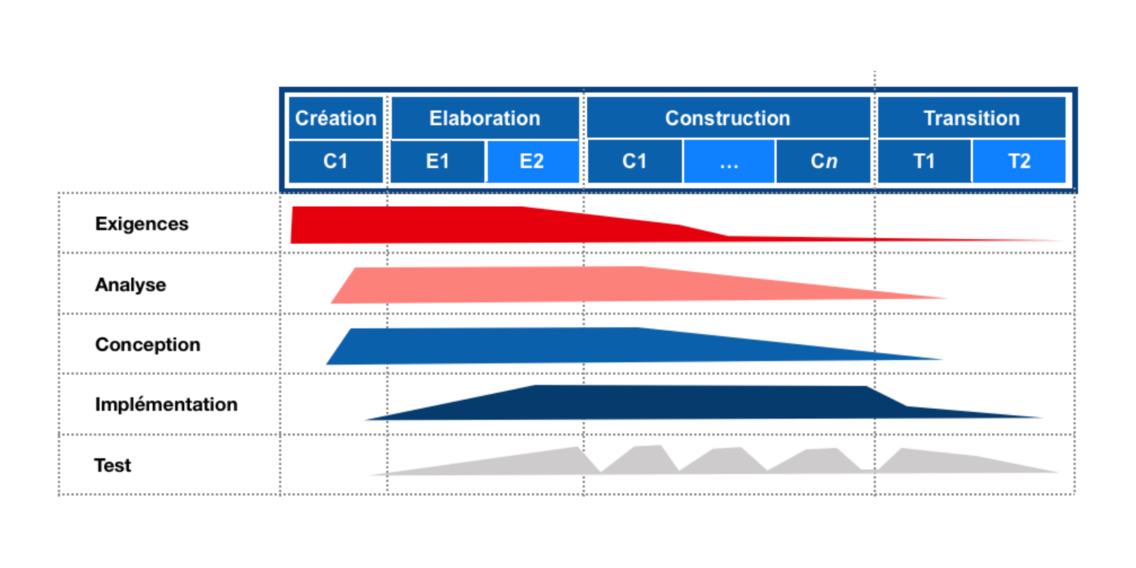 Création Elaboration Construction Transition
C1 E1 E2 C1 ... Cn T1 T2
Exigences
Analyse
Conception
Implémentation
Test